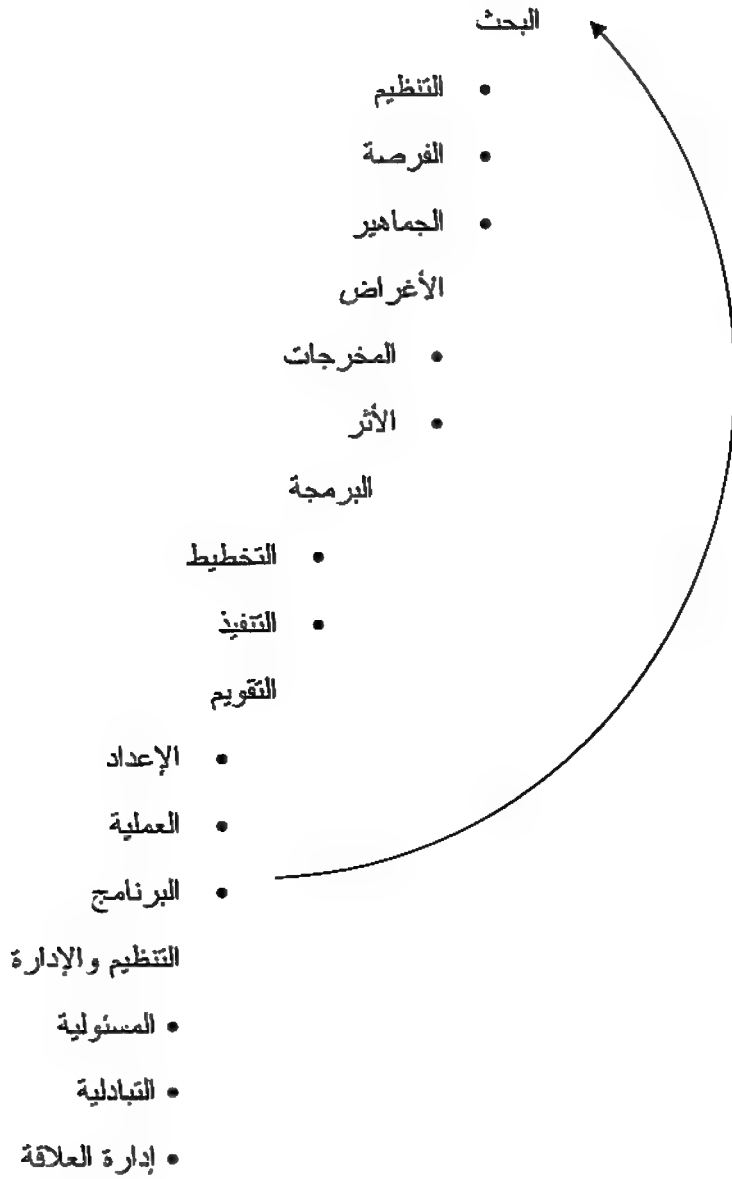 البحث
• التنظيم
• الفرصة
• الجماهير
الأغراض
• المخرجات
• الأثر
البرمجة
• التخطيط
• التنفيذ
التقويم
• الإعداد
• العملية
• البرنامج
التنظيم والإدارة
• المسئولية
• التبادلية
• إدارة العلاقة